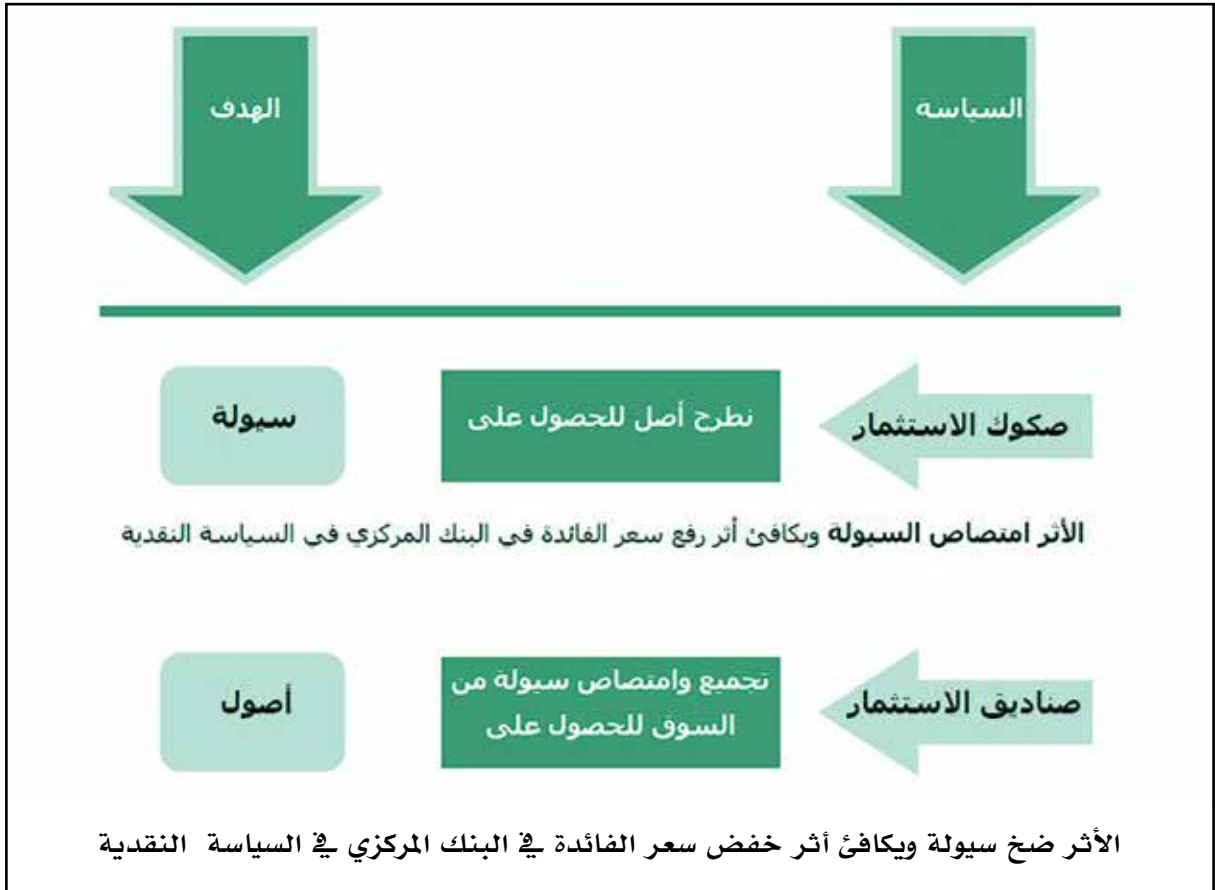 السياسة
الهدف
صكوك الاستثمار
نطرح أصل للحصول على
سيولة
الأثر امتصاص السيولة ويكافئ أثر رفع سعر الفائدة في البنك المركزي في السياسة النقدية
صناديق الاستثمار
تجميع وامتصاص سيولة من
السوق للحصول على
أصول
الأثر ضخ سيولة ويكافئ أثر خفض سعر الفائدة في البنك المركزي في السياسة النقدية